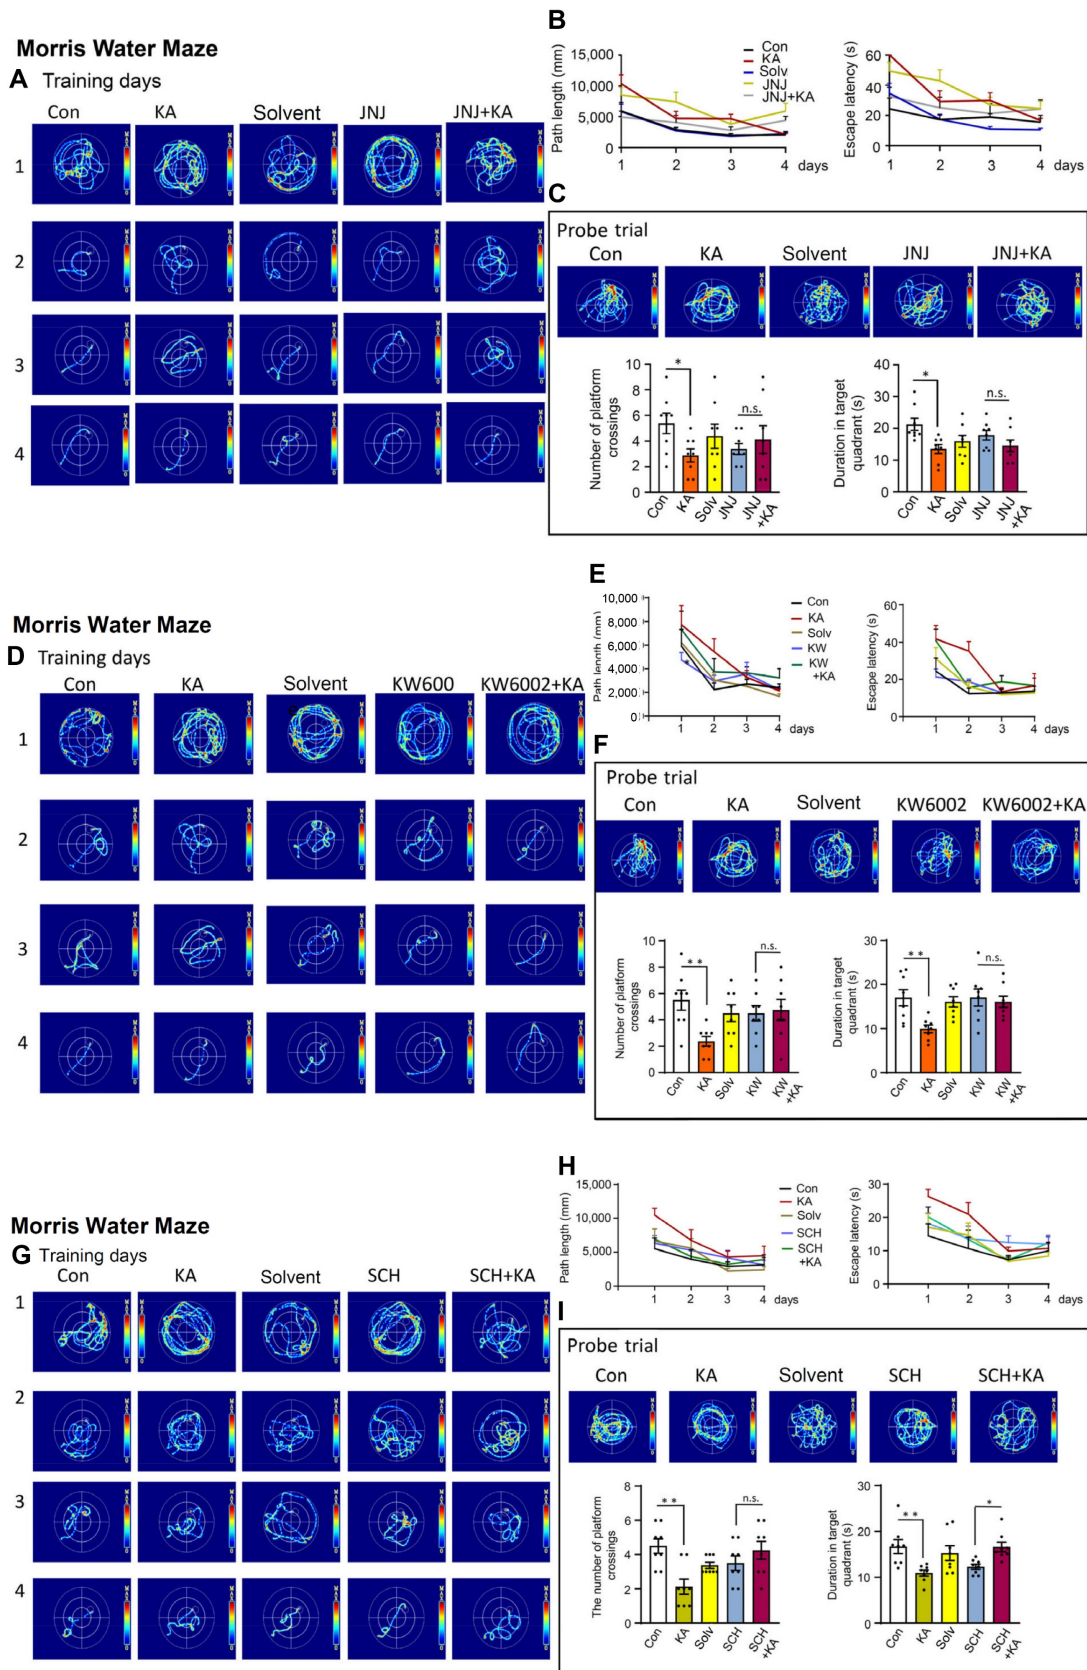 Morris Water Maze
A Training days
Con KA Solvent JNJ JNJ+KA
1
2
3
4
B
Path length (mm)
15,000
10,000
5,000
0
1 2 3 4 days
Con
KA
Solv
JNJ
JNJ+KA
Escape latency (s)
60
40
20
0
1 2 3 4 days
C
Probe trial
Con KA Solvent JNJ JNJ+KA
Number of platform
crossings
10
8
6
4
2
0
*
n.s.
Con KA Solv JNJ JNJ
+KA
Duration in target
quadrant (s)
40
30
20
10
0
*
n.s.
Con KA Solv JNJ JNJ
+KA
Morris Water Maze
D Training days
Con KA Solvent KW600 KW6002+KA
1
2
3
4
E
Path length (mm)
10,000
8,000
6,000
4,000
2,000
0
1 2 3 4 days
Con
KA
Solv
KW
KW
+KA
Escape latency (s)
60
40
20
0
1 2 3 4 days
F
Probe trial
Con KA Solvent KW6002 KW6002+KA
Number of platform
crossings
10
8
6
4
2
0
**
n.s.
Con KA Solv KW KW
+KA
Duration in target
quadrant (s)
30
20
10
0
**
n.s.
Con KA Solv KW KW
+KA
Morris Water Maze
G Training days
Con KA Solvent SCH SCH+KA
1
2
3
4
H
Path length (mm)
15,000
10,000
5,000
0
1 2 3 4 days
Con
KA
Solv
SCH
SCH
+KA
Escape latency (s)
30
20
10
0
1 2 3 4 days
I
Probe trial
Con KA Solvent SCH SCH+KA
The number of platform
crossings
8
6
4
2
0
**
n.s.
Con KA Solv SCH SCH
+KA
Duration in target
quadrant (s)
30
20
10
0
**
*
Con KA Solv SCH SCH
+KA